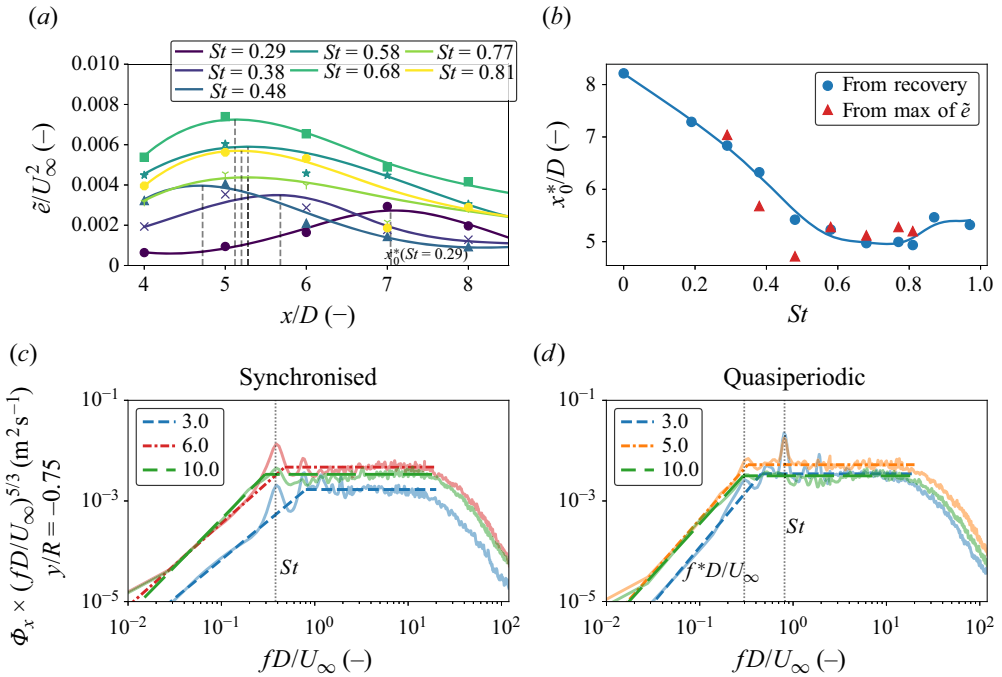 (a)
St = 0.29 St = 0.58 St = 0.77
St = 0.38 St = 0.68 St = 0.81
St = 0.48
0.010
0.008
0.006
0.004
0.002
0
ẽ/U∞² (–)
x₀*(St = 0.29)
4 5 6 7 8
x/D (–)
(b)
From recovery
From max of ẽ
8
7
6
5
x₀*/D (–)
0 0.2 0.4 0.6 0.8 1.0
St
(c)
Synchronised
3.0
6.0
10.0
10⁻¹
10⁻³
10⁻⁵
Φₓ × (fD/U∞)⁵ᐟ³ (m² s⁻¹)
y/R = −0.75
St
10⁻² 10⁻¹ 10⁰ 10¹ 10²
fD/U∞ (–)
(d)
Quasiperiodic
3.0
5.0
10.0
10⁻¹
10⁻³
10⁻⁵
St
f*D/U∞
10⁻² 10⁻¹ 10⁰ 10¹ 10²
fD/U∞ (–)